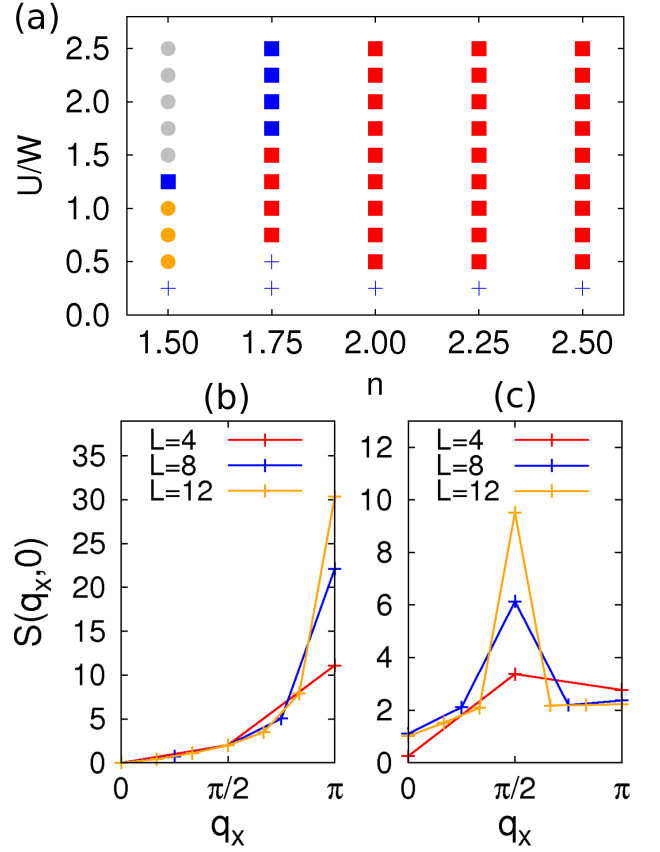 (a)
U/W
2.5
2.0
1.5
1.0
0.5
0.0
1.50 1.75 2.00 2.25 2.50
n
(b)
S(qx,0)
L=4
L=8
L=12
35
30
25
20
15
10
5
0
0 π/2 π
qx
(c)
L=4
L=8
L=12
12
10
8
6
4
2
0
0 π/2 π
qx